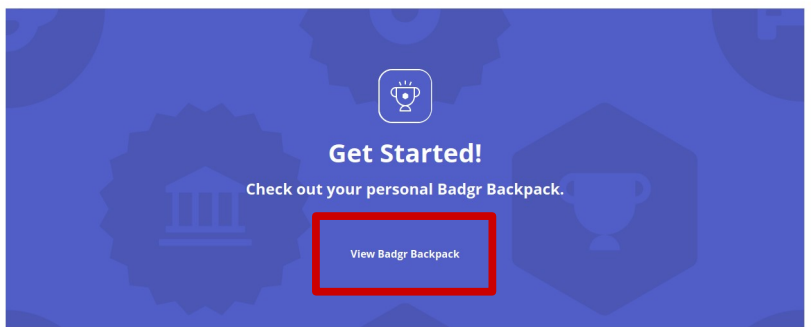 Get Started!
Check out your personal Badgr Backpack.
View Badgr Backpack